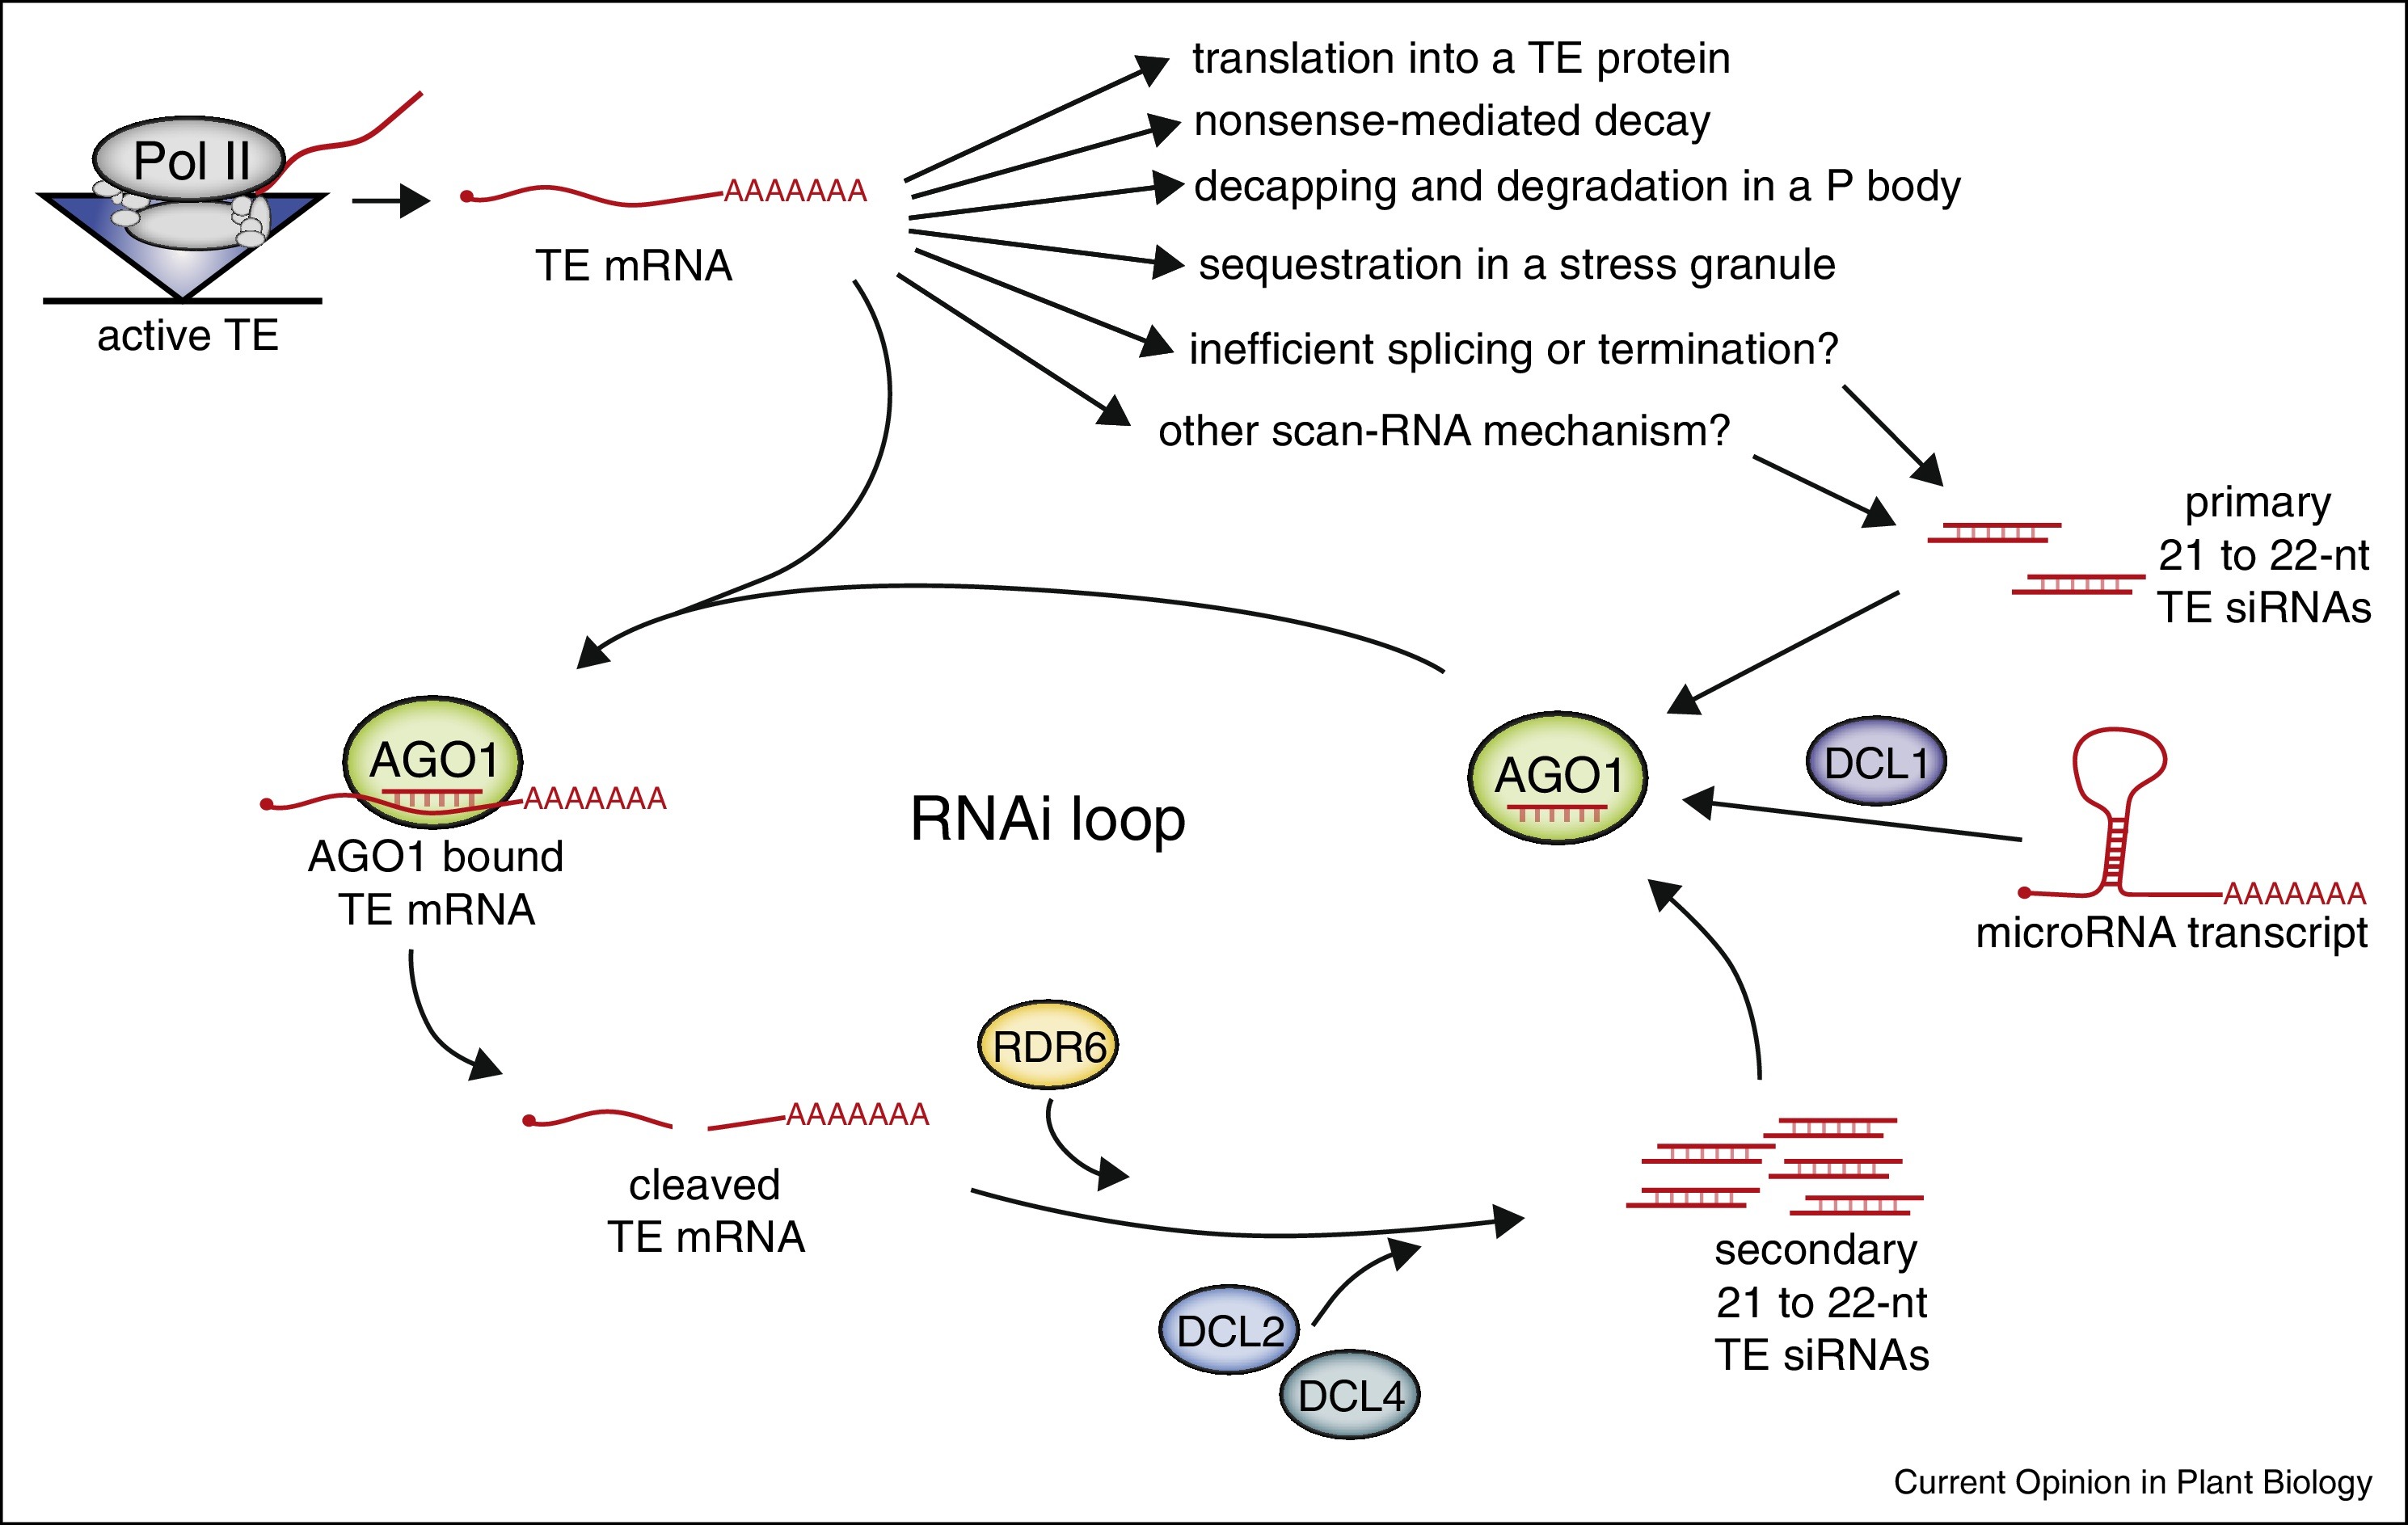 Pol II
active TE
AAAAAAA
TE mRNA
translation into a TE protein
nonsense-mediated decay
decapping and degradation in a P body
sequestration in a stress granule
inefficient splicing or termination?
other scan-RNA mechanism?
primary
21 to 22-nt
TE siRNAs
AGO1
AAAAAAA
AGO1 bound
TE mRNA
RNAi loop
AGO1
DCL1
AAAAAAA
microRNA transcript
AAAAAAA
cleaved
TE mRNA
RDR6
DCL2
DCL4
secondary
21 to 22-nt
TE siRNAs
Current Opinion in Plant Biology